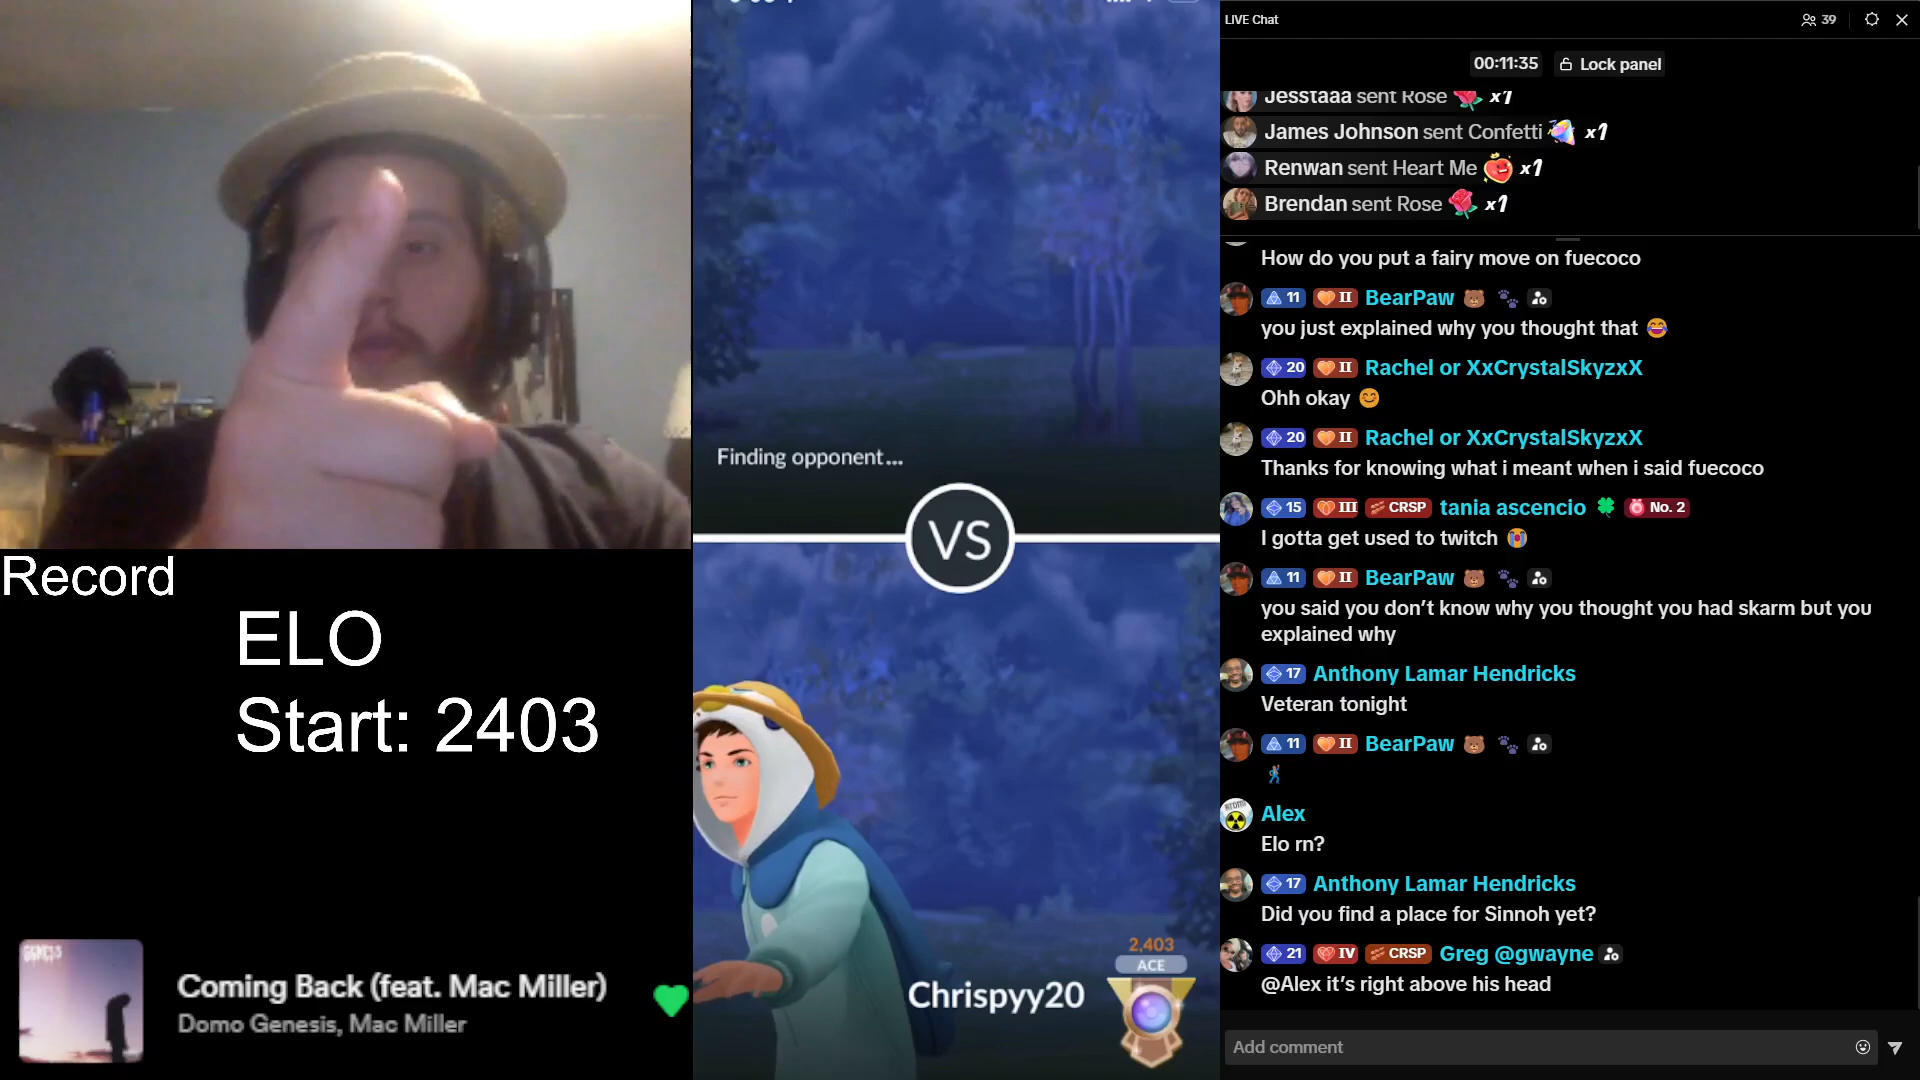 Record
ELO
Start: 2403
Coming Back (feat. Mac Miller)
Domo Genesis, Mac Miller
Finding opponent...
VS
2,403
ACE
Chrispyy20
LIVE Chat
39
00:11:35
Lock panel
Jesstaaa sent Rose x1
James Johnson sent Confetti x1
Renwan sent Heart Me x1
Brendan sent Rose x1
How do you put a fairy move on fuecoco
11 II BearPaw
you just explained why you thought that
20 II Rachel or XxCrystalSkyzxX
Ohh okay
20 II Rachel or XxCrystalSkyzxX
Thanks for knowing what i meant when i said fuecoco
15 III CRSP tania ascencio No. 2
I gotta get used to twitch
11 II BearPaw
you said you don’t know why you thought you had skarm but you
explained why
17 Anthony Lamar Hendricks
Veteran tonight
11 II BearPaw
Alex
Elo rn?
17 Anthony Lamar Hendricks
Did you find a place for Sinnoh yet?
21 IV CRSP Greg @gwayne
@Alex it’s right above his head
Add comment